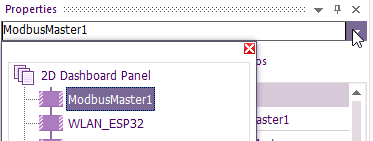 Properties
ModbusMaster1
2D Dashboard Panel
ModbusMaster1
WLAN_ESP32